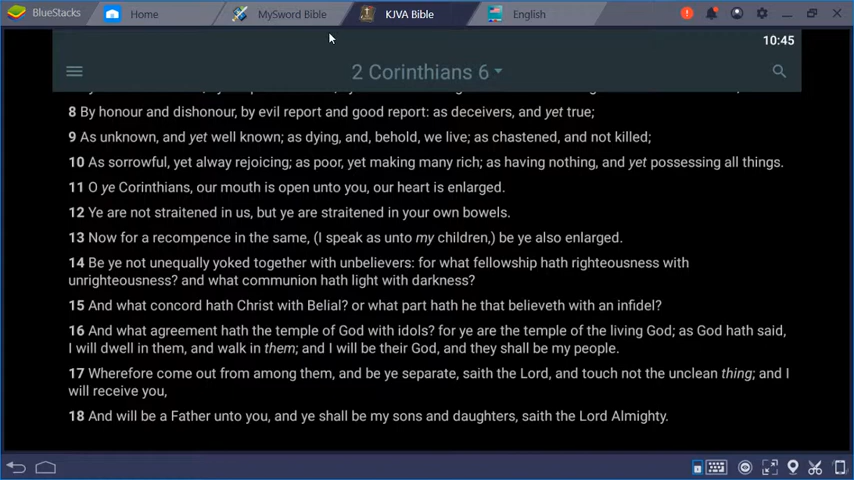 BlueStacks
Home
MySword Bible
KJVA Bible
English
10:45
2 Corinthians 6
8 By honour and dishonour, by evil report and good report: as deceivers, and yet true;
9 As unknown, and yet well known; as dying, and, behold, we live; as chastened, and not killed;
10 As sorrowful, yet alway rejoicing; as poor, yet making many rich; as having nothing, and yet possessing all things.
11 O ye Corinthians, our mouth is open unto you, our heart is enlarged.
12 Ye are not straitened in us, but ye are straitened in your own bowels.
13 Now for a recompence in the same, (I speak as unto my children,) be ye also enlarged.
14 Be ye not unequally yoked together with unbelievers: for what fellowship hath righteousness with
unrighteousness? and what communion hath light with darkness?
15 And what concord hath Christ with Belial? or what part hath he that believeth with an infidel?
16 And what agreement hath the temple of God with idols? for ye are the temple of the living God; as God hath said,
I will dwell in them, and walk in them; and I will be their God, and they shall be my people.
17 Wherefore come out from among them, and be ye separate, saith the Lord, and touch not the unclean thing; and I
will receive you,
18 And will be a Father unto you, and ye shall be my sons and daughters, saith the Lord Almighty.